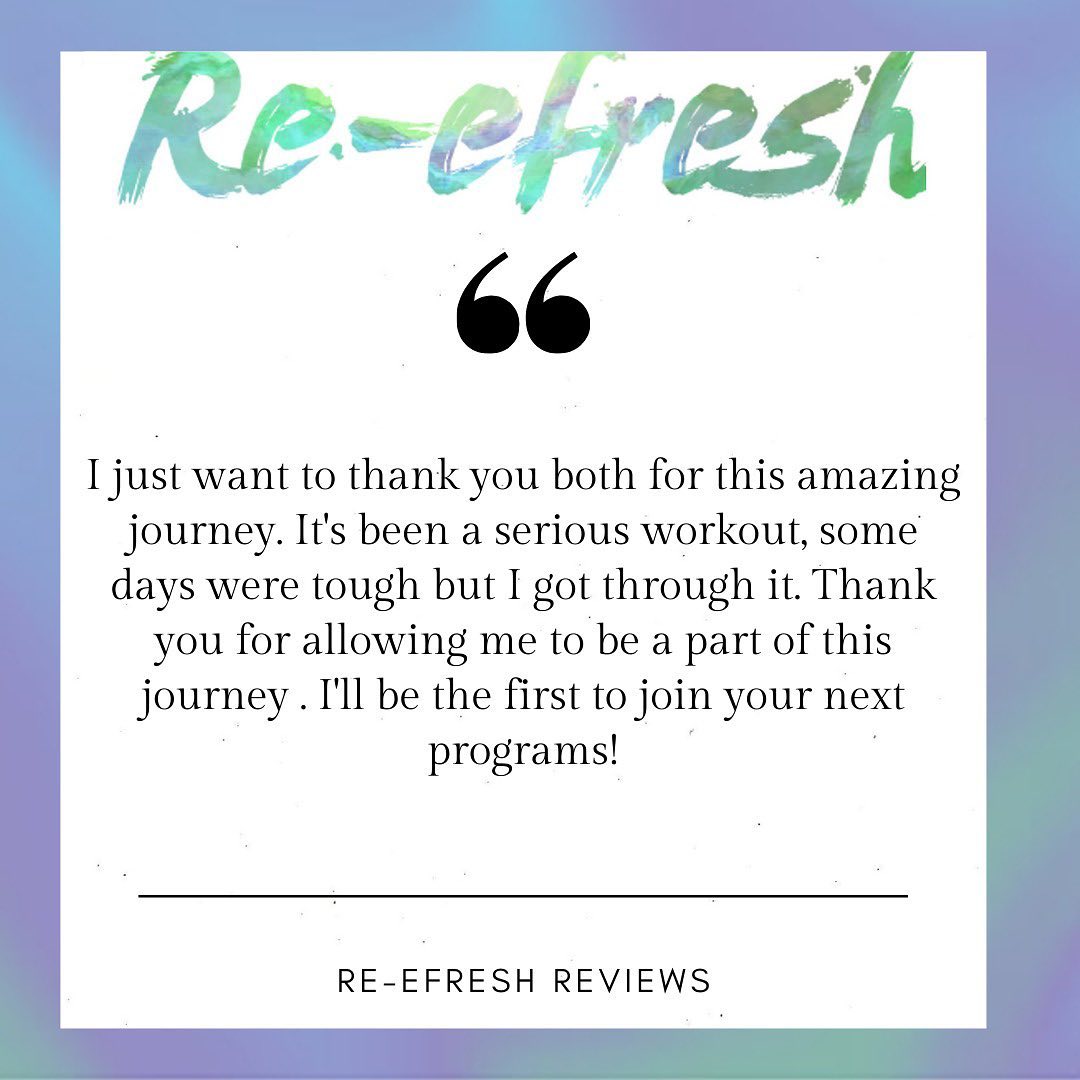 Re-efresh
“
I just want to thank you both for this amazing
journey. It's been a serious workout, some
days were tough but I got through it. Thank
you for allowing me to be a part of this
journey . I'll be the first to join your next
programs!
RE-EFRESH REVIEWS